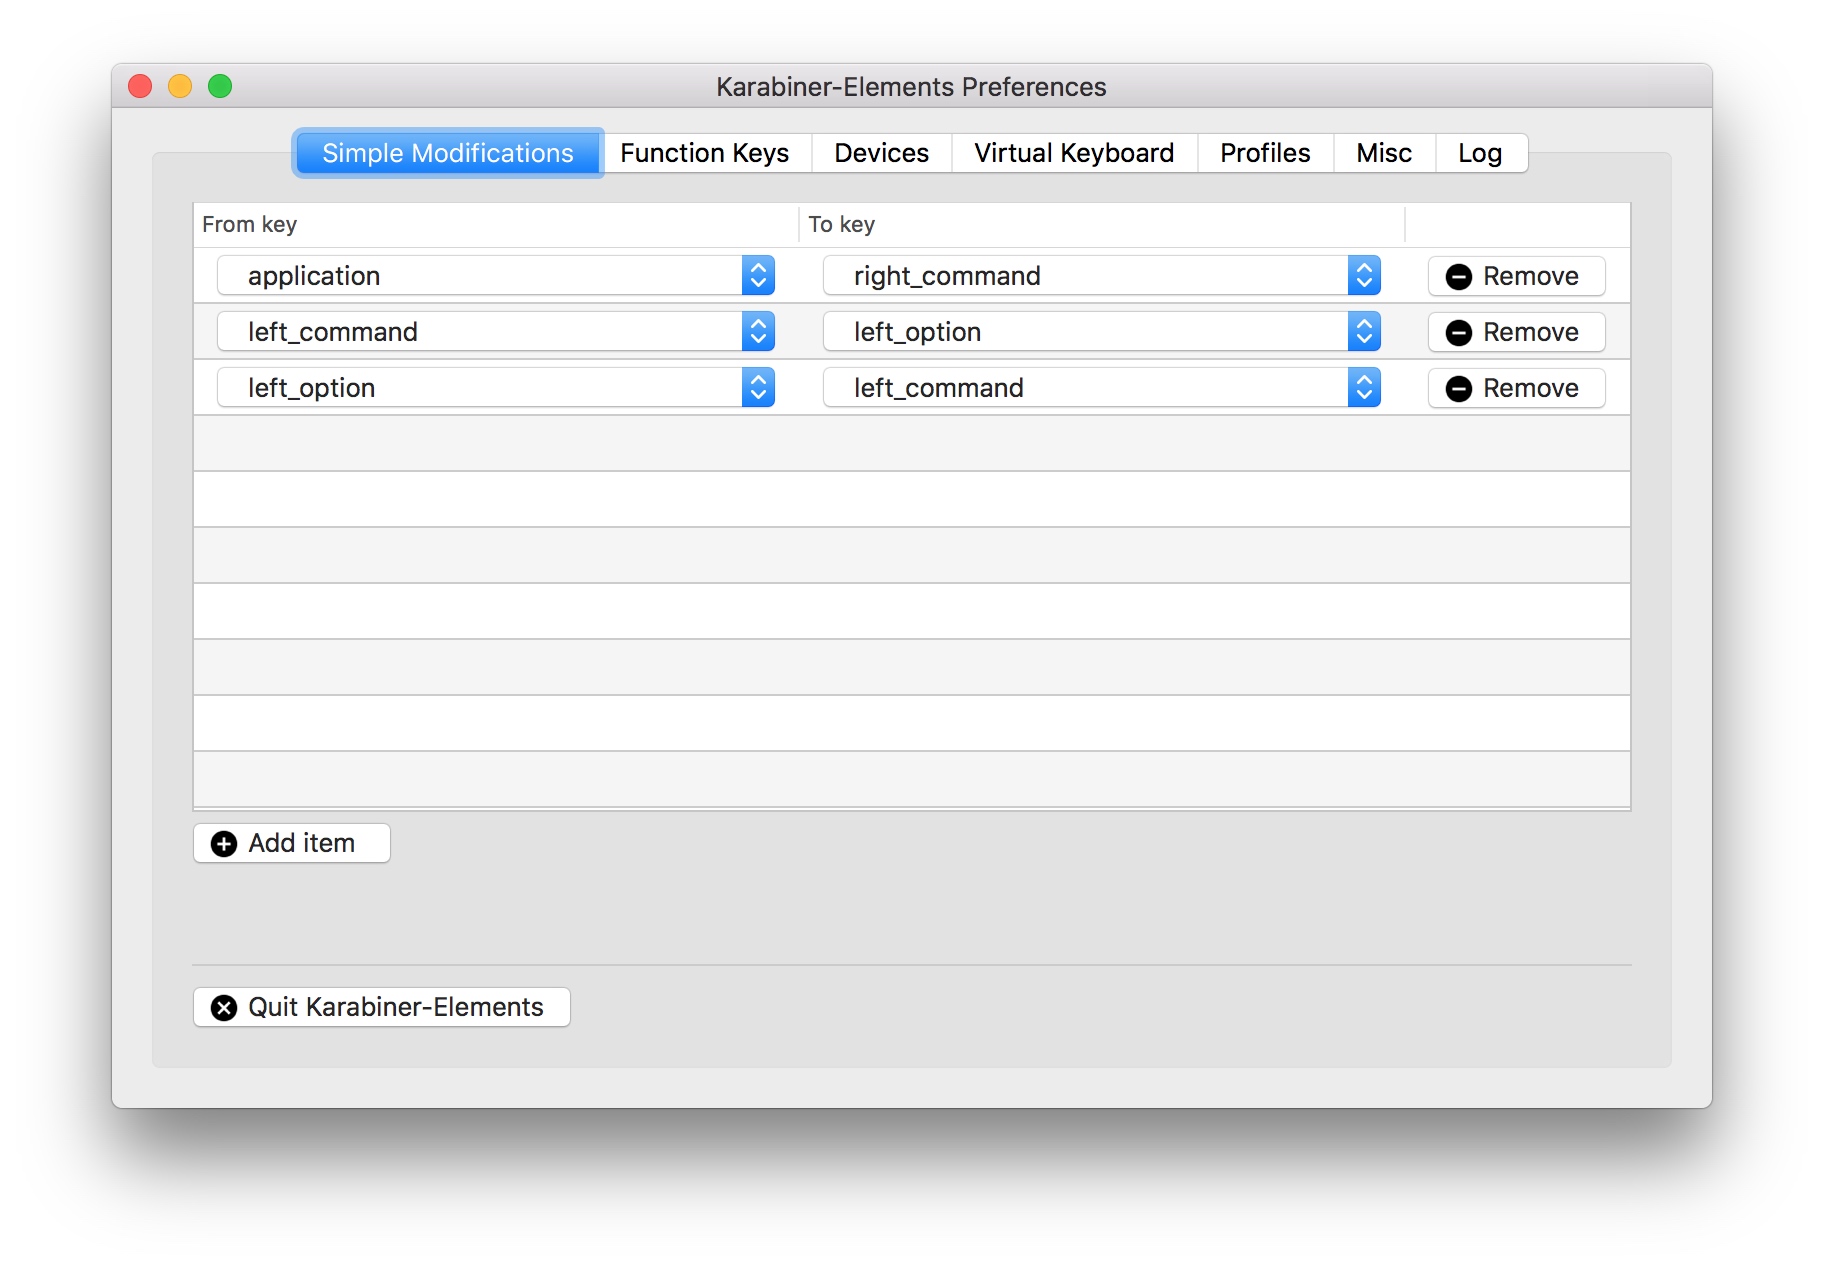 Karabiner-Elements Preferences
Simple Modifications Function Keys Devices Virtual Keyboard Profiles Misc Log
From key To key
application right_command Remove
left_command left_option Remove
left_option left_command Remove
Add item
Quit Karabiner-Elements